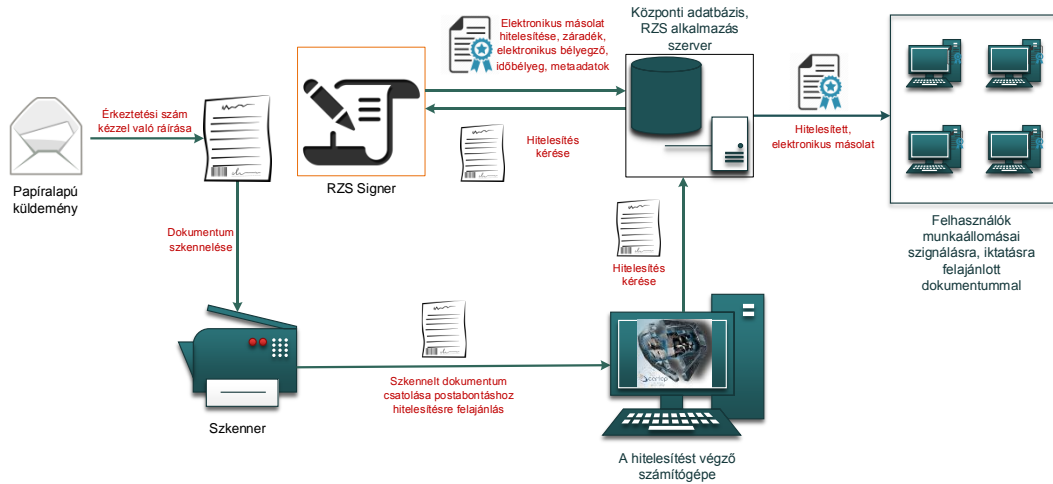 Elektronikus másolat
hitelesítése, záradék,
elektronikus bélyegző,
időbélyeg, metaadatok
Központi adatbázis,
RZS alkalmazás
szerver
Érkeztetési szám
kézzel való ráírása
Hitelesítés
kérése
Hitelesített,
elektronikus másolat
Papíralapú
küldemény
RZS Signer
Dokumentum
szkennelése
Hitelesítés
kérése
Felhasználók
munkaállomásai
szignálásra, iktatásra
felajánlott
dokumentummal
Szkennelt dokumentum
csatolása postabontáshoz
hitelesítésre felajánlás
Szkenner
A hitelesítést végző
számítógépe